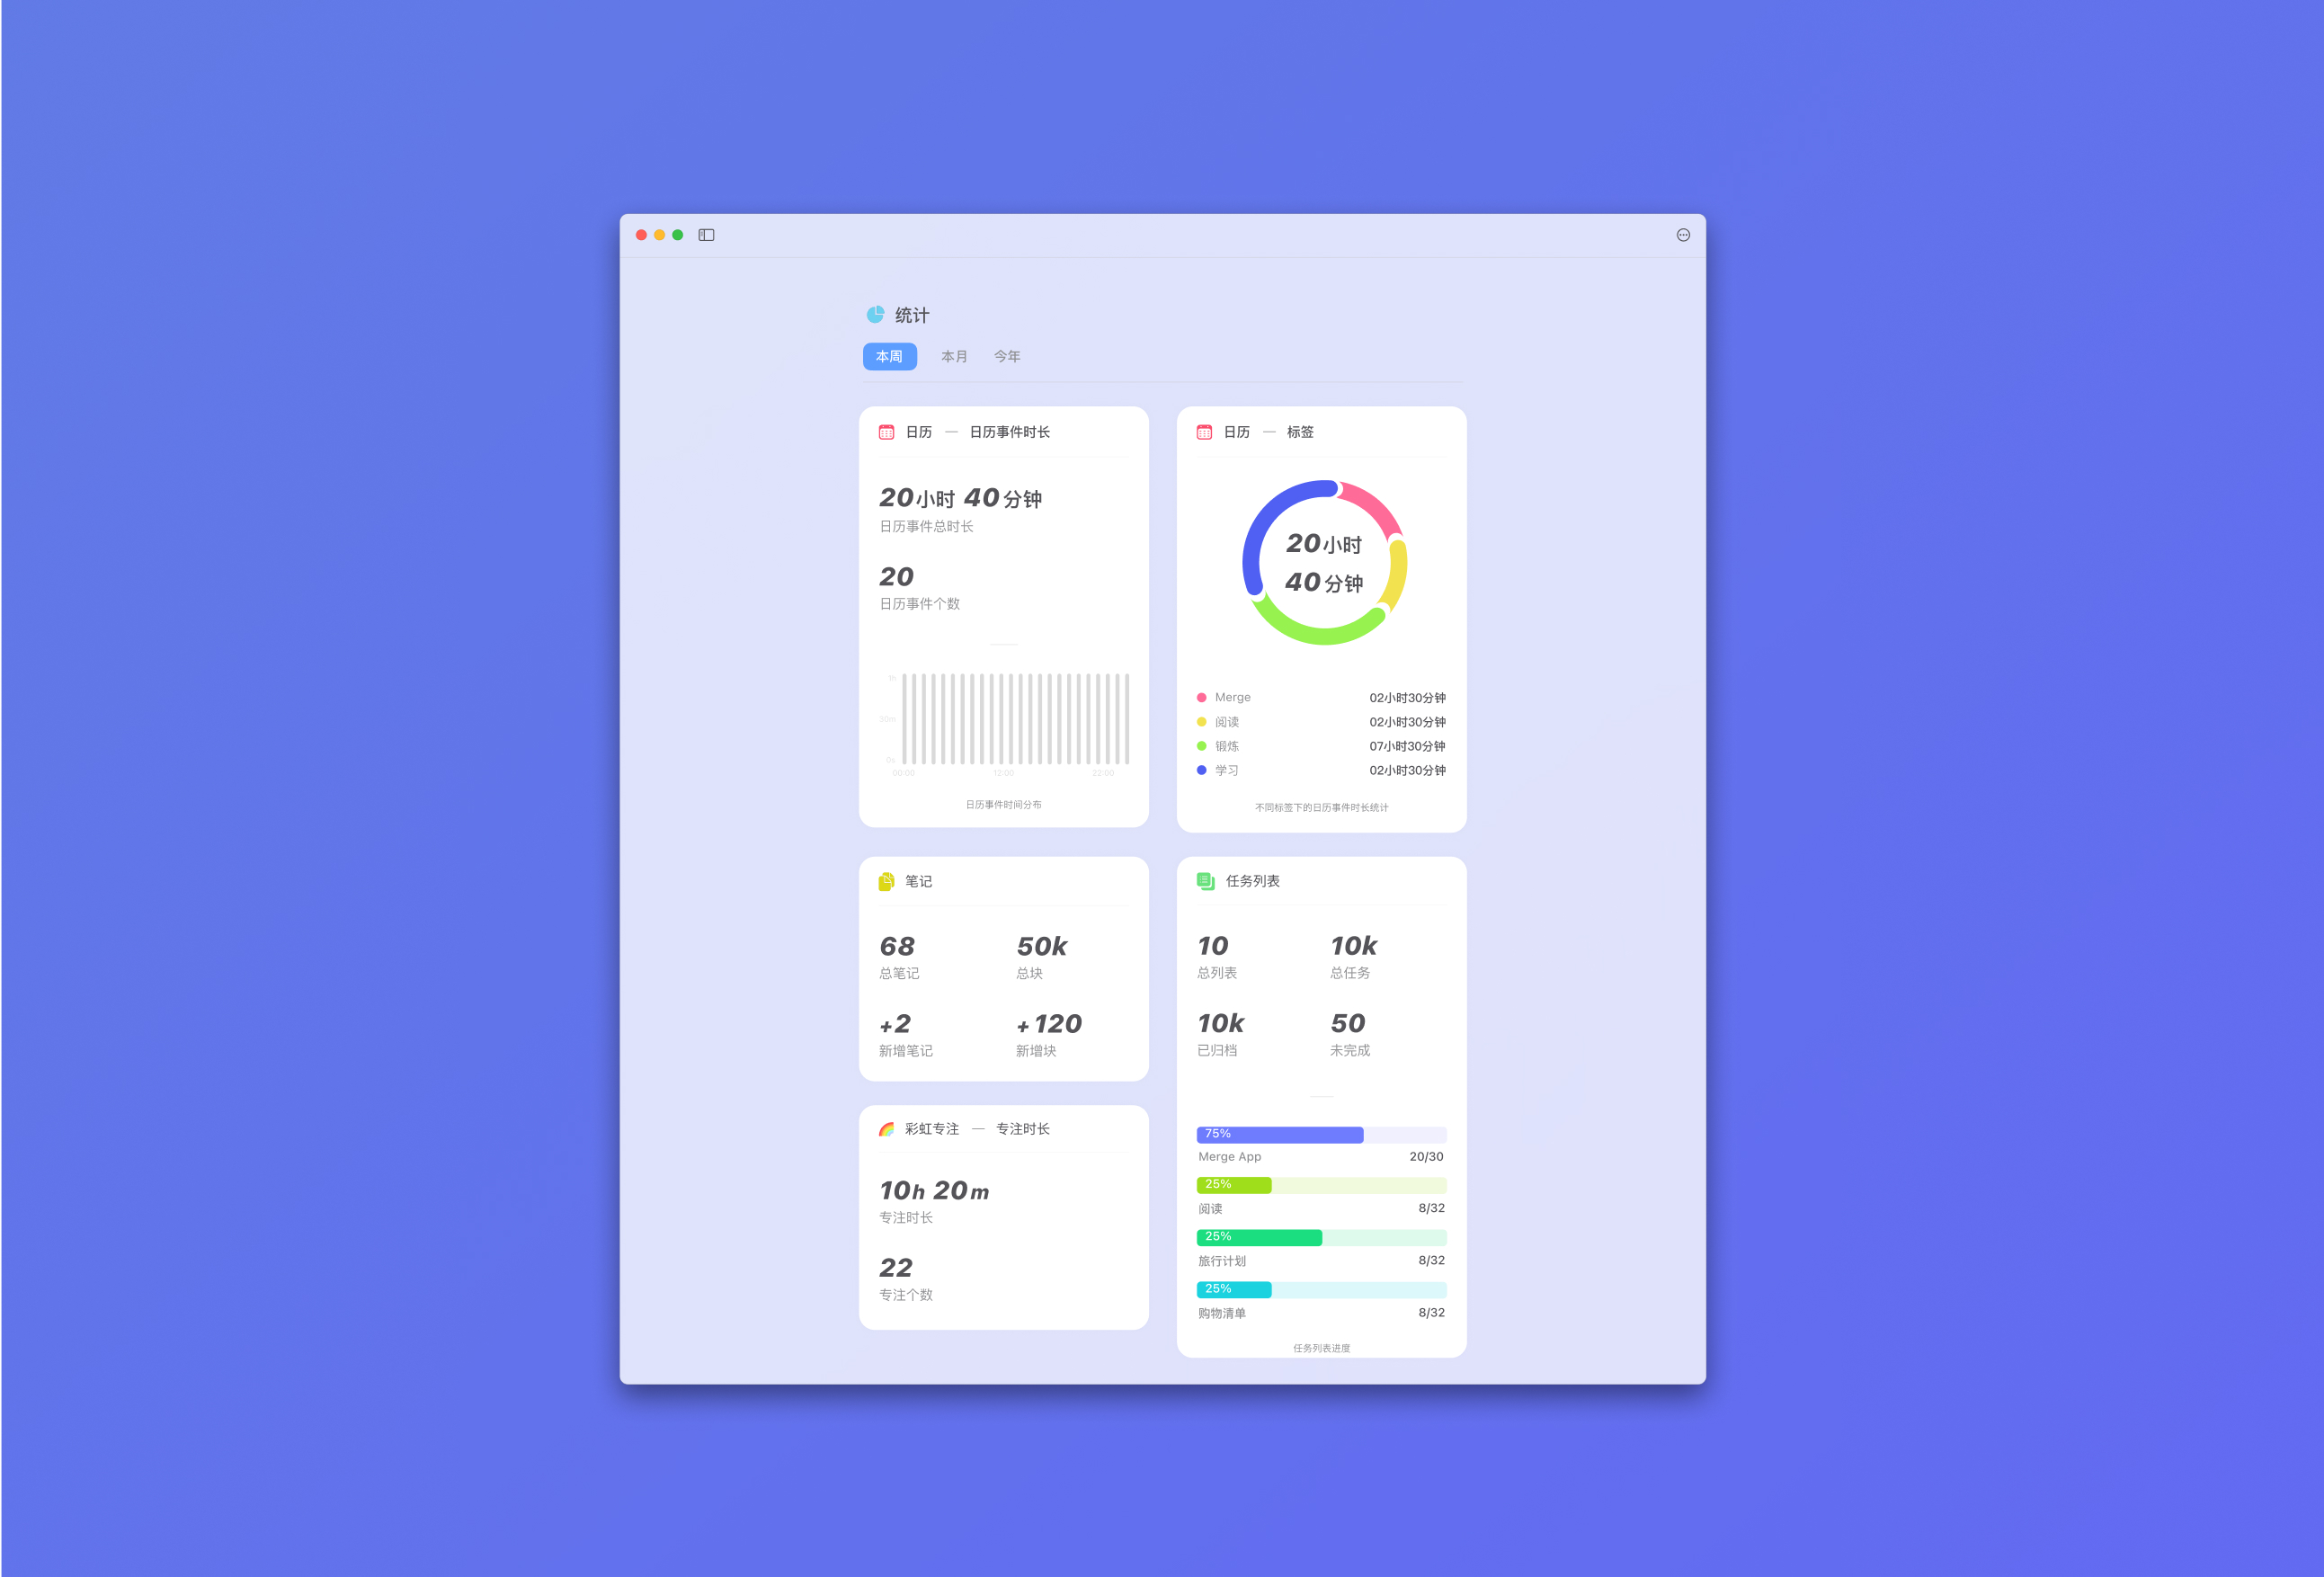 统计
本周 本月 今年
日历 — 日历事件时长
20小时 40分钟
日历事件总时长
20
日历事件个数
1h
30m
0s
00:00 12:00 22:00
日历事件时间分布
日历 — 标签
20小时
40分钟
Merge 02小时30分钟
阅读 02小时30分钟
锻炼 07小时30分钟
学习 02小时30分钟
不同标签下的日历事件时长统计
笔记
68 50k
总笔记 总块
+2 +120
新增笔记 新增块
彩虹专注 — 专注时长
10h 20m
专注时长
22
专注个数
任务列表
10 10k
总列表 总任务
10k 50
已归档 未完成
75%
Merge App 20/30
25%
阅读 8/32
25%
旅行计划 8/32
25%
购物清单 8/32
任务列表进度